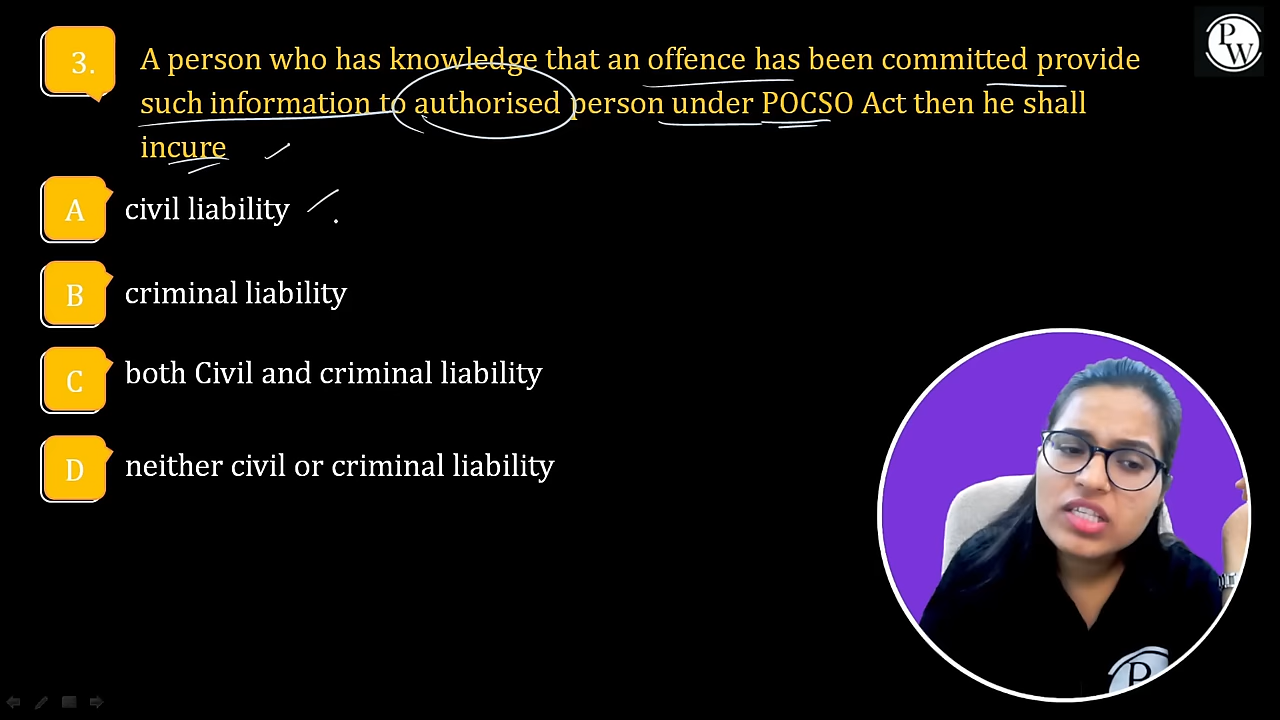 3.
A person who has knowledge that an offence has been committed provide
such information to authorised person under POCSO Act then he shall
incure
A
civil liability
B
criminal liability
C
both Civil and criminal liability
D
neither civil or criminal liability
P
W
P